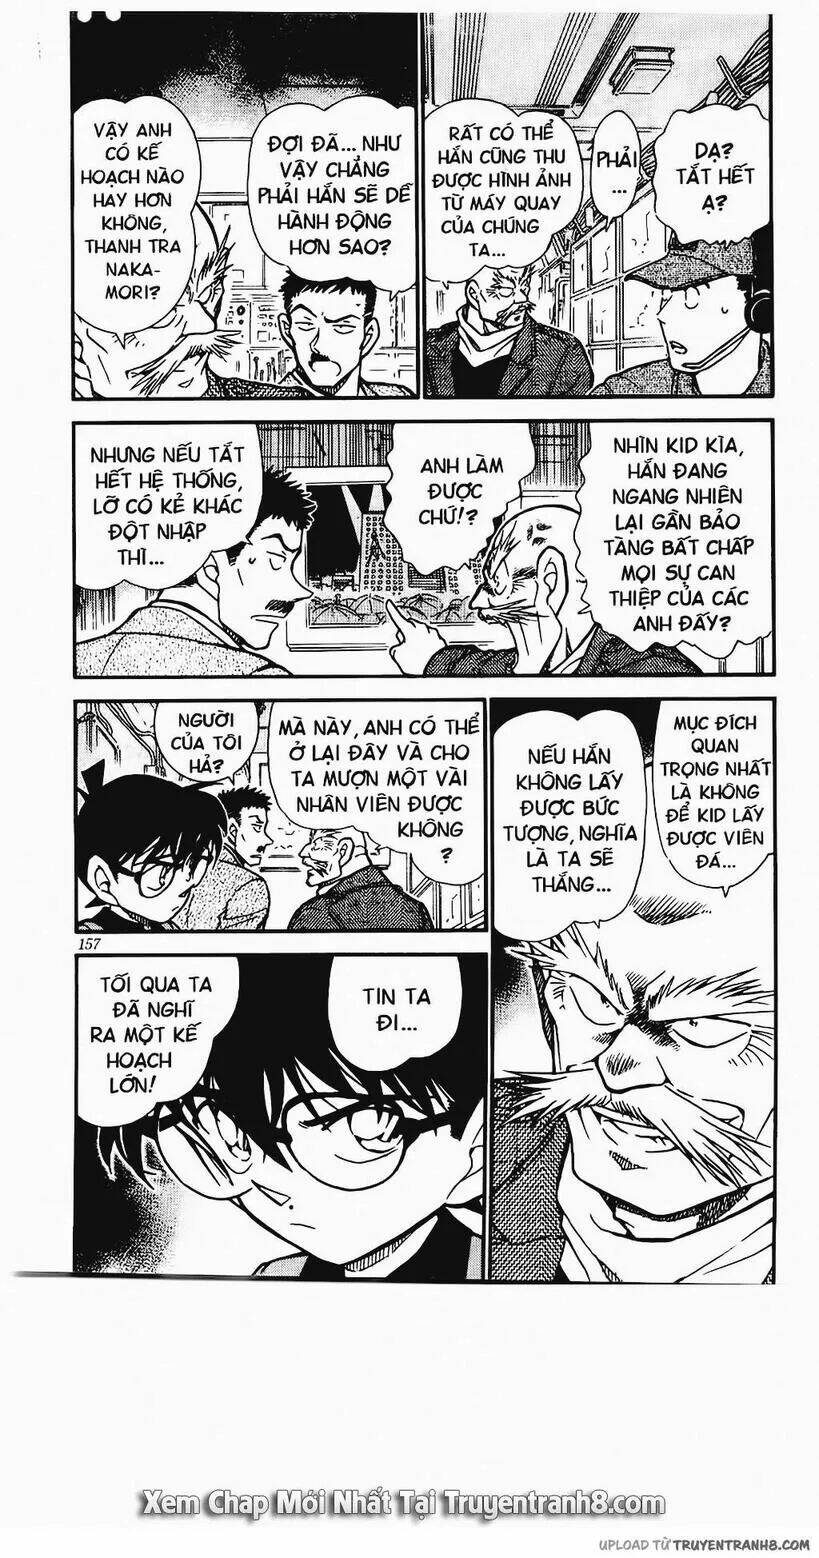 DẠ?
TẮT HẾT
Ạ?
PHẢI
...
RẤT CÓ THỂ
HẮN CŨNG THU
ĐƯỢC HÌNH ẢNH
TỪ MÁY QUAY
CỦA CHÚNG
TA...
ĐỢI ĐÃ... NHƯ
VẬY CHẲNG
PHẢI HẮN SẼ DỄ
HÀNH ĐỘNG
HƠN SAO?
VẬY ANH
CÓ KẾ
HOẠCH NÀO
HAY HƠN
KHÔNG,
THANH TRA
NAKA-
MORI?
NHÌN KID KÌA,
HẮN ĐANG
NGANG NHIÊN
LẠI GẦN BẢO
TÀNG BẤT CHẤP
MỌI SỰ CAN
THIỆP CỦA CÁC
ANH ĐẤY?
ANH LÀM
ĐƯỢC
CHỨ!?
NHƯNG NẾU TẮT
HẾT HỆ THỐNG,
LỠ CÓ KẺ KHÁC
ĐỘT NHẬP
THÌ...
MỤC ĐÍCH
QUAN
TRỌNG NHẤT
LÀ KHÔNG
ĐỂ KID LẤY
ĐƯỢC VIÊN
ĐÁ...
NẾU HẮN
KHÔNG LẤY
ĐƯỢC BỨC
TƯỢNG, NGHĨA
LÀ TA SẼ
THẮNG...
MÀ NÀY, ANH CÓ THỂ
Ở LẠI ĐÂY VÀ CHO
TA MƯỢN MỘT VÀI
NHÂN VIÊN ĐƯỢC
KHÔNG
?
NGƯỜI
CỦA TÔI
HẢ?
157
TIN TA
ĐI...
TỐI QUA TA
ĐÃ NGHĨ
RA MỘT KẾ
HOẠCH
LỚN!
Xem Chap Mới Nhất Tại Truyentranh8.com
UPLOAD TỪ TRUYENTRANH8.COM